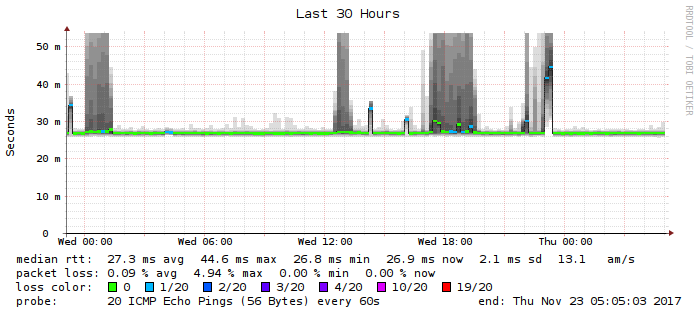 Last 30 Hours
RRDTOOL / TOBI OETIKER
Seconds
50 m
40 m
30 m
20 m
10 m
0
Wed 00:00 Wed 06:00 Wed 12:00 Wed 18:00 Thu 00:00
median rtt: 27.3 ms avg 44.6 ms max 26.8 ms min 26.9 ms now 2.1 ms sd 13.1 am/s
packet loss: 0.09 % avg 4.94 % max 0.00 % min 0.00 % now
loss color: 0 1/20 2/20 3/20 4/20 10/20 19/20
probe: 20 ICMP Echo Pings (56 Bytes) every 60s end: Thu Nov 23 05:05:03 2017